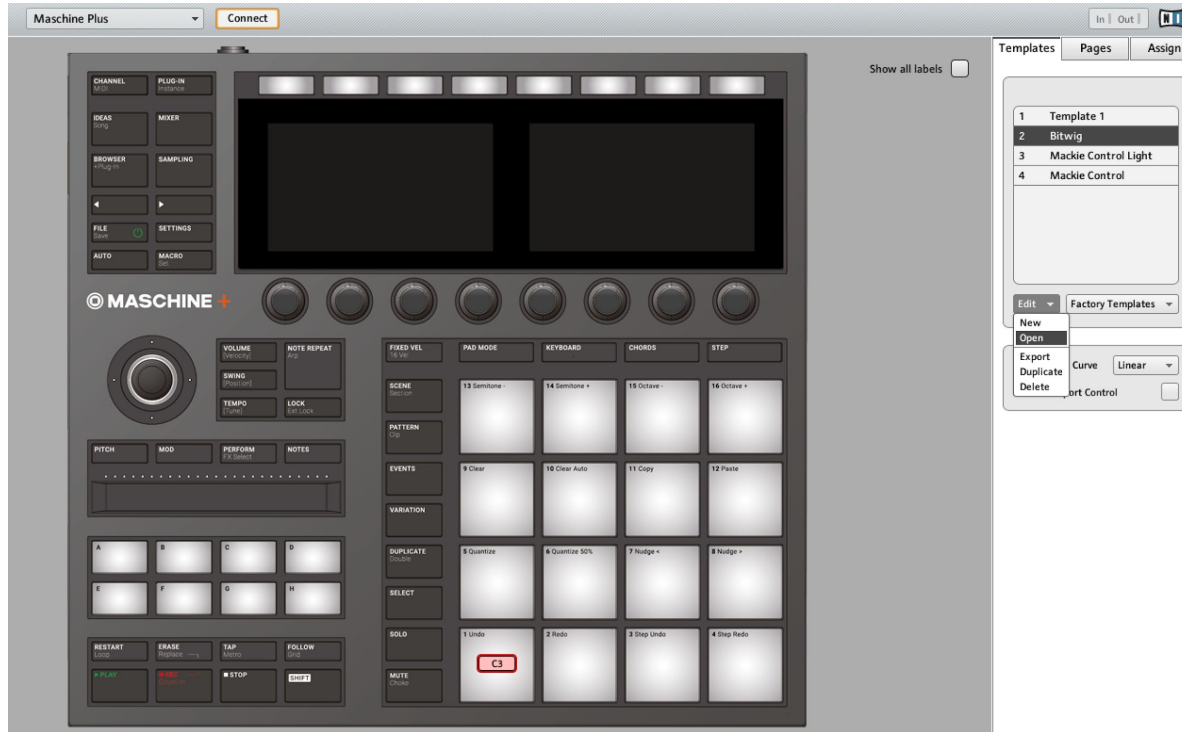 Maschine Plus
Connect
In Out
NI
Templates Pages Assign
Show all labels
1 Template 1
2 Bitwig
3 Mackie Control Light
4 Mackie Control
Edit Factory Templates
New
Open
Export
Duplicate
Delete
Curve Linear
ort Control
CHANNEL PLUG-IN
MIDI Instance
IDEAS MIXER
Song
BROWSER SAMPLING
+Plug-in
FILE SETTINGS
Save
AUTO MACRO
Set
MASCHINE +
VOLUME NOTE REPEAT
[Velocity] Arp
SWING
[Position]
TEMPO LOCK
[Tune] Ext Lock
FIXED VEL PAD MODE KEYBOARD CHORDS STEP
16 Vel
PITCH MOD PERFORM NOTES
FX Select
SCENE
Section
PATTERN
Clip
EVENTS
VARIATION
DUPLICATE
Double
SELECT
SOLO
MUTE
Choke
13 Semitone - 14 Semitone + 15 Octave - 16 Octave +
9 Clear 10 Clear Auto 11 Copy 12 Paste
5 Quantize 6 Quantize 50% 7 Nudge < 8 Nudge >
1 Undo 2 Redo 3 Step Undo 4 Step Redo
C3
A B C D
E F G H
RESTART ERASE TAP FOLLOW
Loop Replace Metro Grid
PLAY REC STOP SHIFT
Count-in